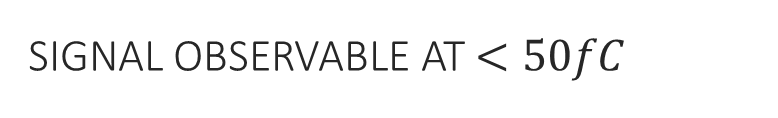 SIGNAL OBSERVABLE AT < 50fC